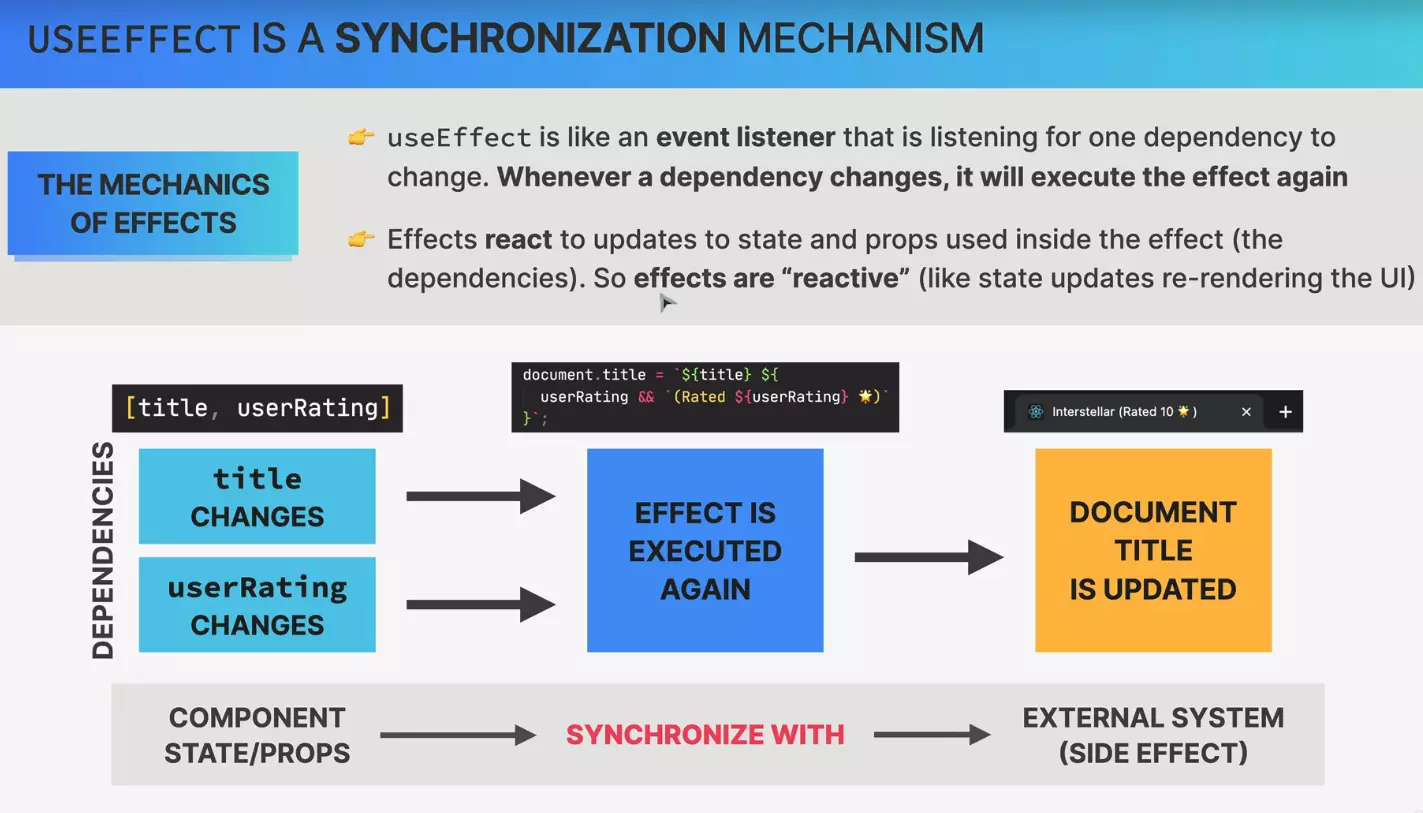 USEEFFECT IS A SYNCHRONIZATION MECHANISM
THE MECHANICS
OF EFFECTS
👉 useEffect is like an event listener that is listening for one dependency to
change. Whenever a dependency changes, it will execute the effect again
👉 Effects react to updates to state and props used inside the effect (the
dependencies). So effects are “reactive” (like state updates re-rendering the UI)
[title, userRating]
document.title = `${title} ${
userRating && `(Rated ${userRating} 🌟)`
}`;
Interstellar (Rated 10 🌟 )
DEPENDENCIES
title
CHANGES
userRating
CHANGES
EFFECT IS
EXECUTED
AGAIN
DOCUMENT
TITLE
IS UPDATED
COMPONENT
STATE/PROPS
SYNCHRONIZE WITH
EXTERNAL SYSTEM
(SIDE EFFECT)